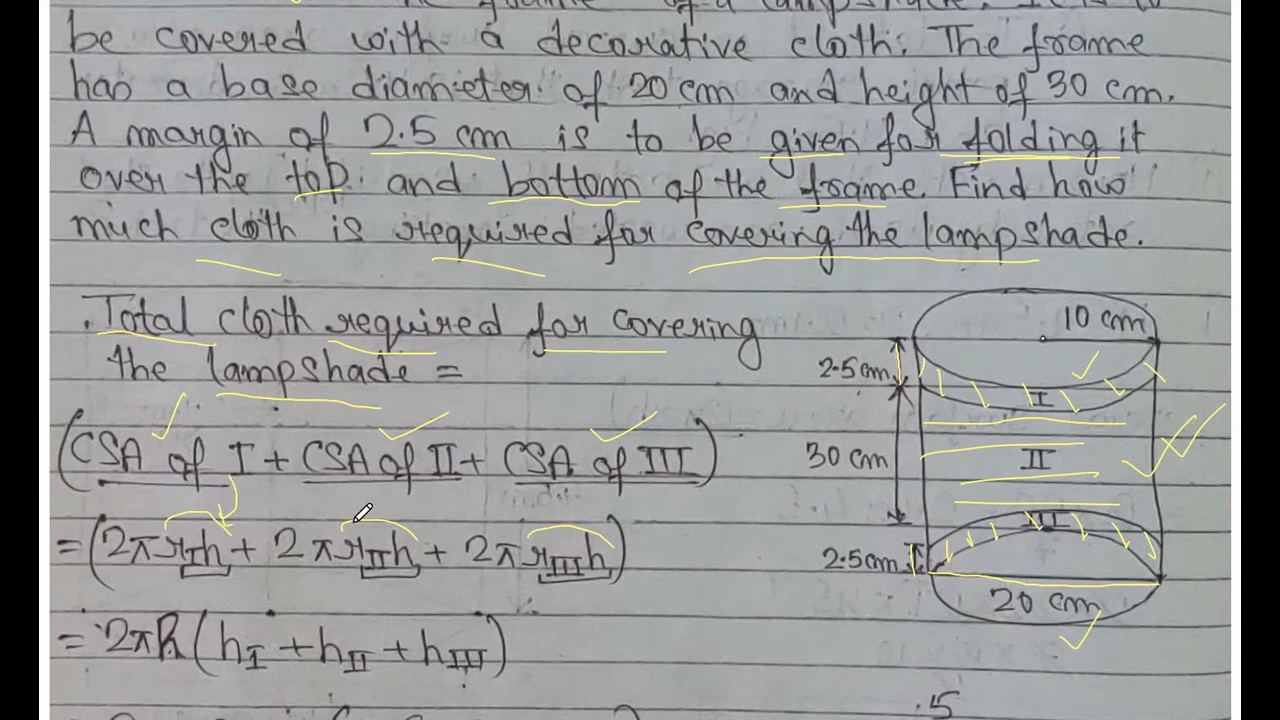 be covered with a decorative cloth. The frame
has a base diameter of 20 cm and height of 30 cm.
A margin of 2.5 cm is to be given for folding it
over the top and bottom of the frame. Find how
much cloth is required for covering the lampshade.
Total cloth required for covering
the lampshade =
(CSA of I + CSA of II + CSA of III)
= (2πr_I h + 2πr_II h + 2πr_III h)
= 2πR (h_I + h_II + h_III)
10 cm
2.5 cm
I
30 cm
II
III
2.5 cm
20 cm
.5